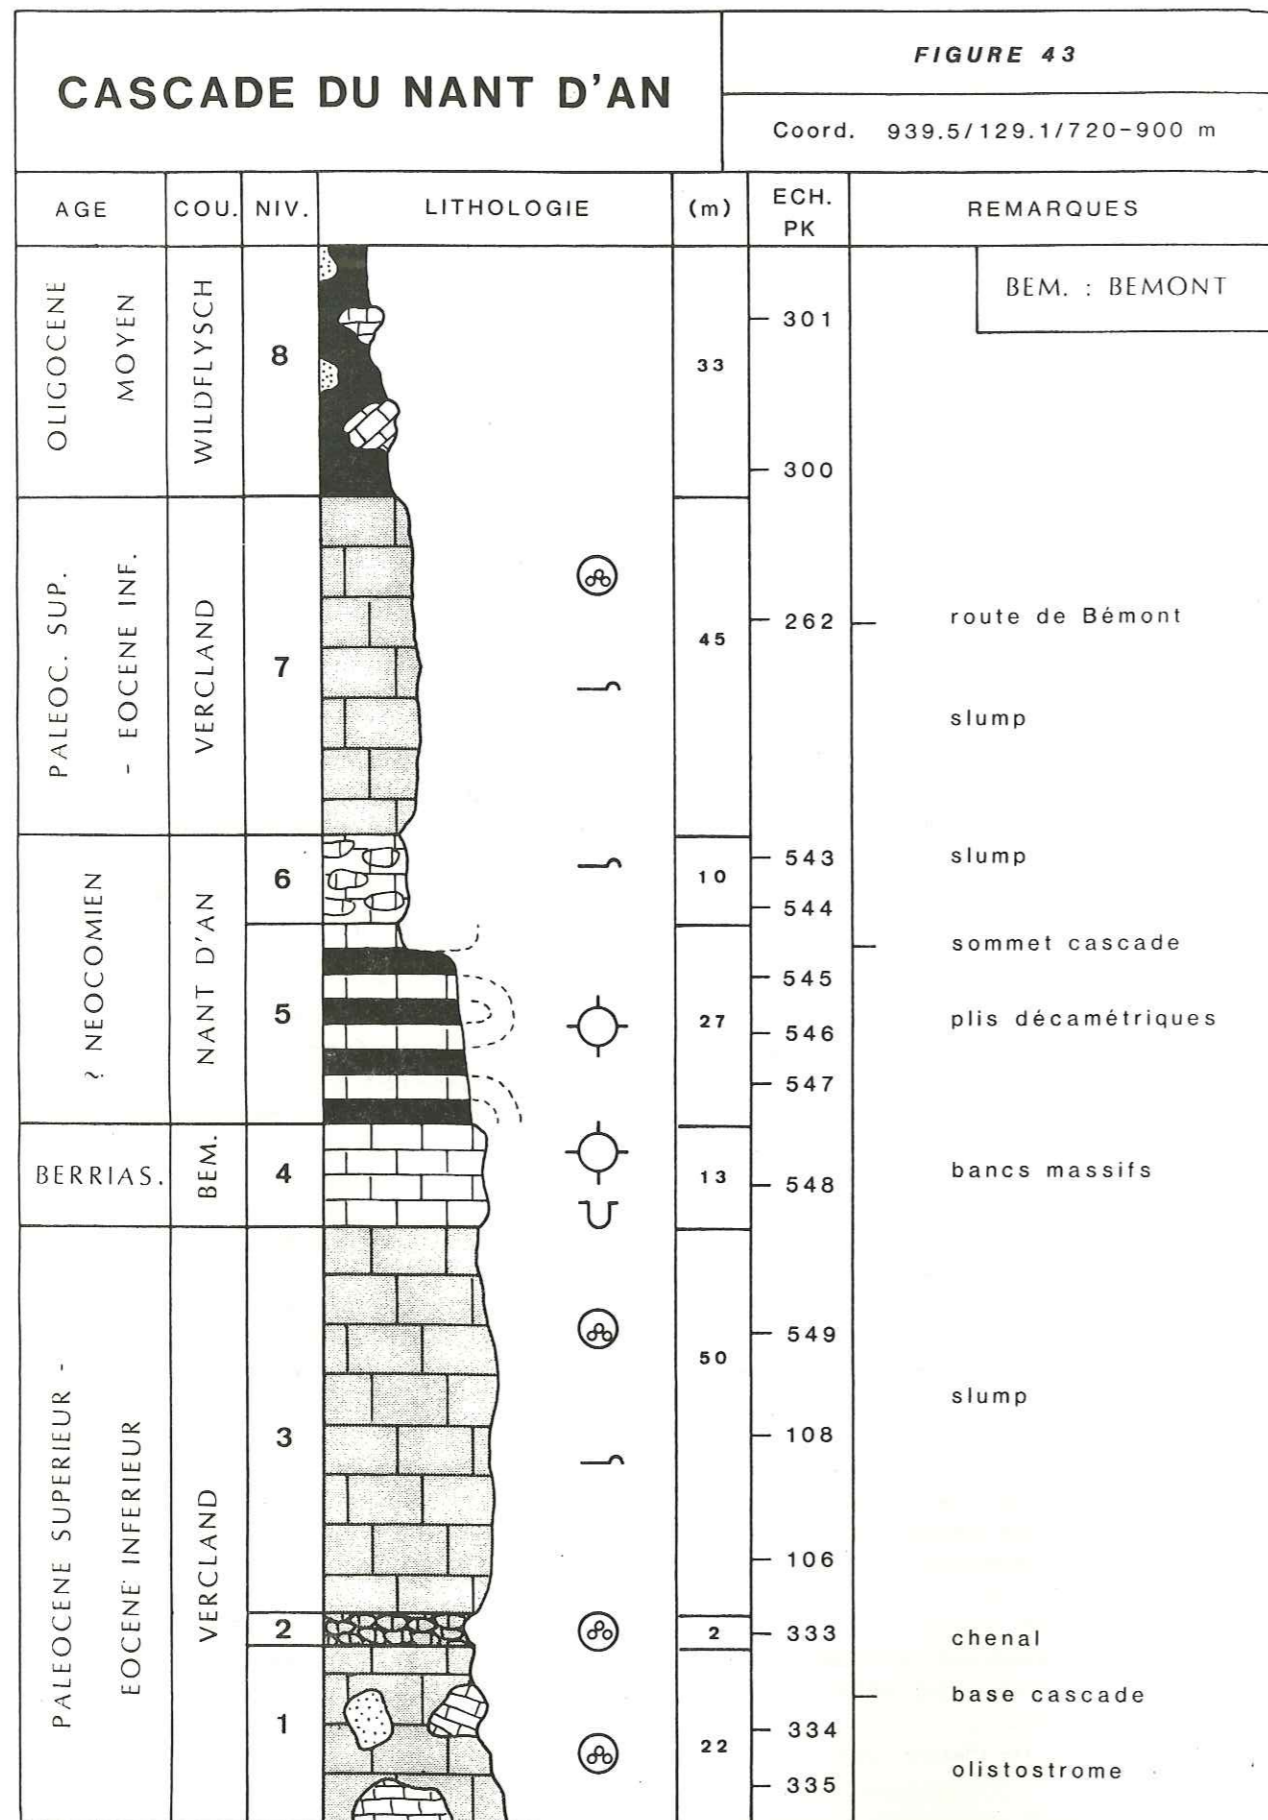 CASCADE DU NANT D'AN
FIGURE 43
Coord. 939.5/129.1/720-900 m
AGE
COU.
NIV.
LITHOLOGIE
(m)
ECH.
PK
REMARQUES
BEM. : BEMONT
OLIGOCENE
MOYEN
WILDFLYSCH
8
33
301
300
PALEOC. SUP.
- EOCENE INF.
VERCLAND
7
45
262
route de Bémont
slump
? NEOCOMIEN
NANT D'AN
6
10
543
slump
544
5
27
sommet cascade
545
546
plis décamétriques
547
BERRIAS.
BEM.
4
13
548
bancs massifs
PALEOCENE SUPERIEUR -
EOCENE INFERIEUR
VERCLAND
3
50
549
slump
108
106
2
2
333
chenal
1
22
base cascade
334
olistostrome
335